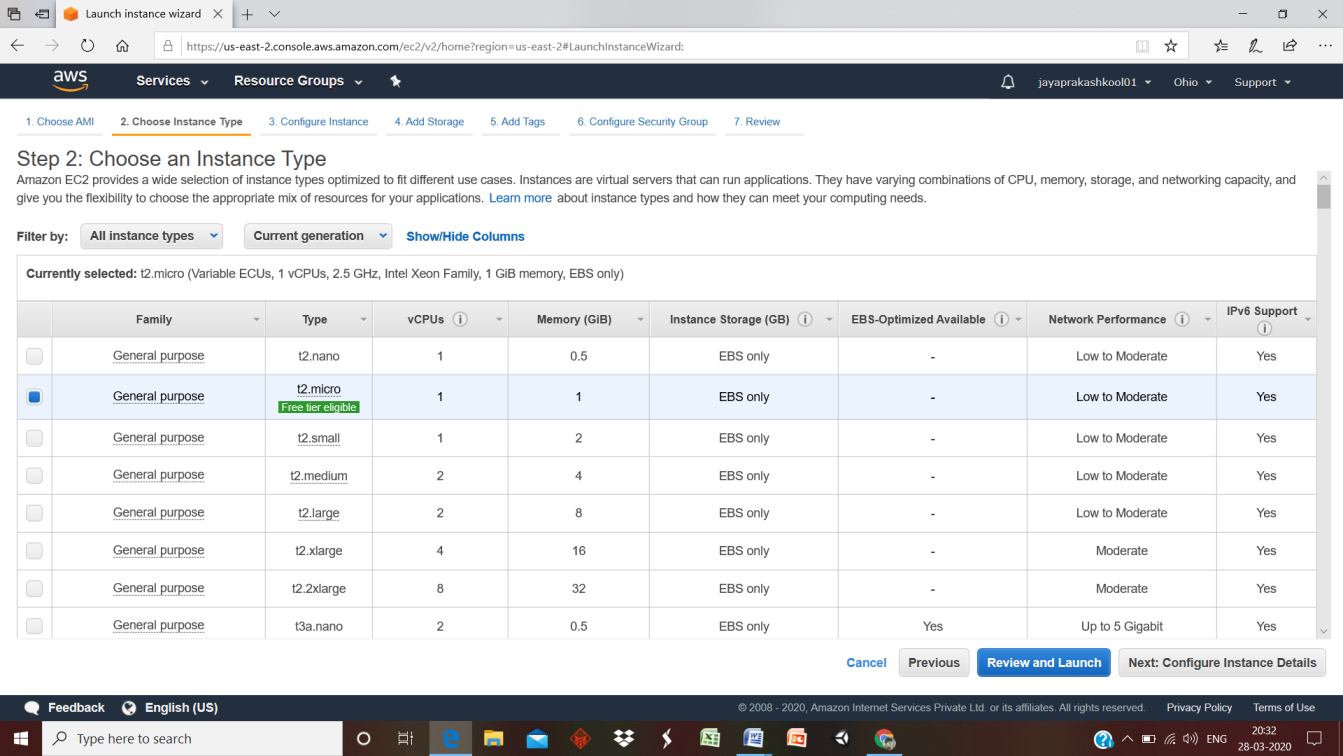 Launch instance wizard
https://us-east-2.console.aws.amazon.com/ec2/v2/home?region=us-east-2#LaunchInstanceWizard:
aws Services Resource Groups jayaprakashkool01 Ohio Support
1. Choose AMI 2. Choose Instance Type 3. Configure Instance 4. Add Storage 5. Add Tags 6. Configure Security Group 7. Review
Step 2: Choose an Instance Type
Amazon EC2 provides a wide selection of instance types optimized to fit different use cases. Instances are virtual servers that can run applications. They have varying combinations of CPU, memory, storage, and networking capacity, and
give you the flexibility to choose the appropriate mix of resources for your applications. Learn more about instance types and how they can meet your computing needs.
Filter by: All instance types Current generation Show/Hide Columns
Currently selected: t2.micro (Variable ECUs, 1 vCPUs, 2.5 GHz, Intel Xeon Family, 1 GiB memory, EBS only)
Family Type vCPUs Memory (GiB) Instance Storage (GB) EBS-Optimized Available Network Performance IPv6 Support
General purpose t2.nano 1 0.5 EBS only - Low to Moderate Yes
General purpose t2.micro 1 1 EBS only - Low to Moderate Yes
Free tier eligible
General purpose t2.small 1 2 EBS only - Low to Moderate Yes
General purpose t2.medium 2 4 EBS only - Low to Moderate Yes
General purpose t2.large 2 8 EBS only - Low to Moderate Yes
General purpose t2.xlarge 4 16 EBS only - Moderate Yes
General purpose t2.2xlarge 8 32 EBS only - Moderate Yes
General purpose t3a.nano 2 0.5 EBS only Yes Up to 5 Gigabit Yes
Cancel Previous Review and Launch Next: Configure Instance Details
Feedback English (US) © 2008 - 2020, Amazon Internet Services Private Ltd. or its affiliates. All rights reserved. Privacy Policy Terms of Use
Type here to search ENG 20:32
28-03-2020